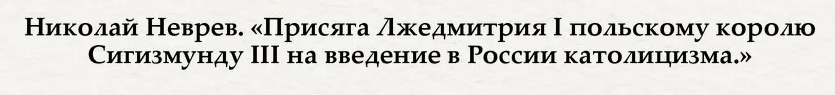 Николай Неврев. «Присяга Лжедмитрия I польскому королю
Сигизмунду III на введение в России католицизма.»